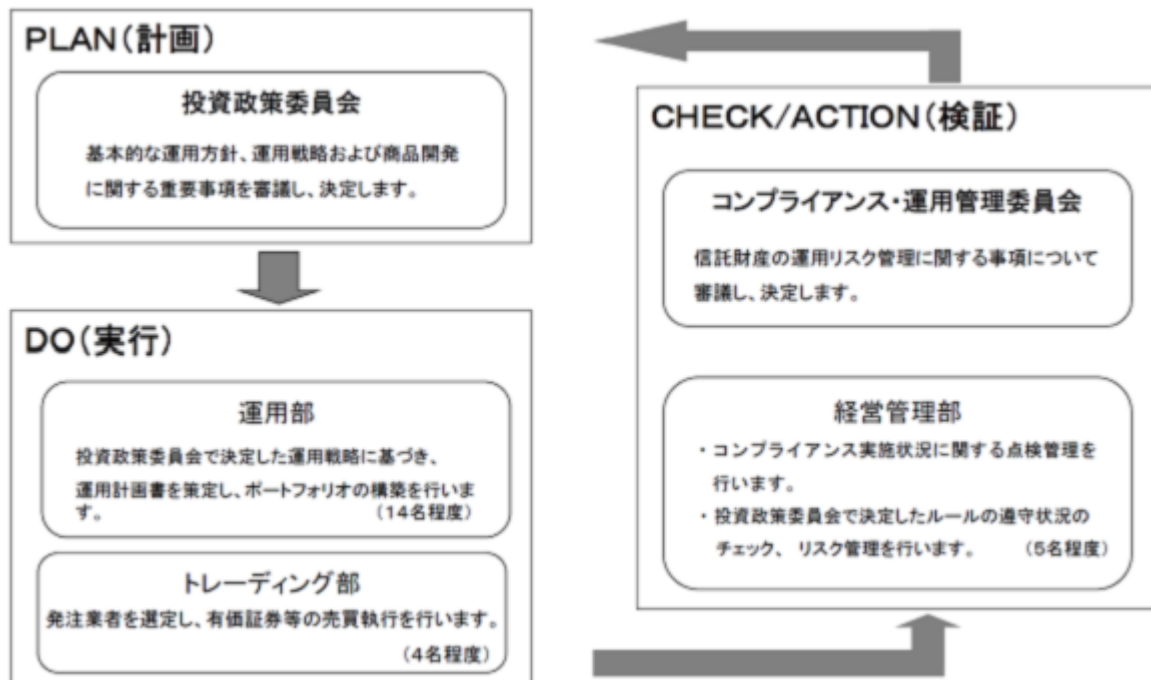 PLAN(計画)
投資政策委員会
基本的な運用方針、運用戦略および商品開発
に関する重要事項を審議し、決定します。
DO(実行)
運用部
投資政策委員会で決定した運用戦略に基づき、
運用計画書を策定し、ポートフォリオの構築を行いま
す。 (14名程度)
トレーディング部
発注業者を選定し、有価証券等の売買執行を行います。
(4名程度)
CHECK/ACTION(検証)
コンプライアンス・運用管理委員会
信託財産の運用リスク管理に関する事項について
審議し、決定します。
経営管理部
・コンプライアンス実施状況に関する点検管理を
行います。
・投資政策委員会で決定したルールの遵守状況の
チェック、 リスク管理を行います。 (5名程度)